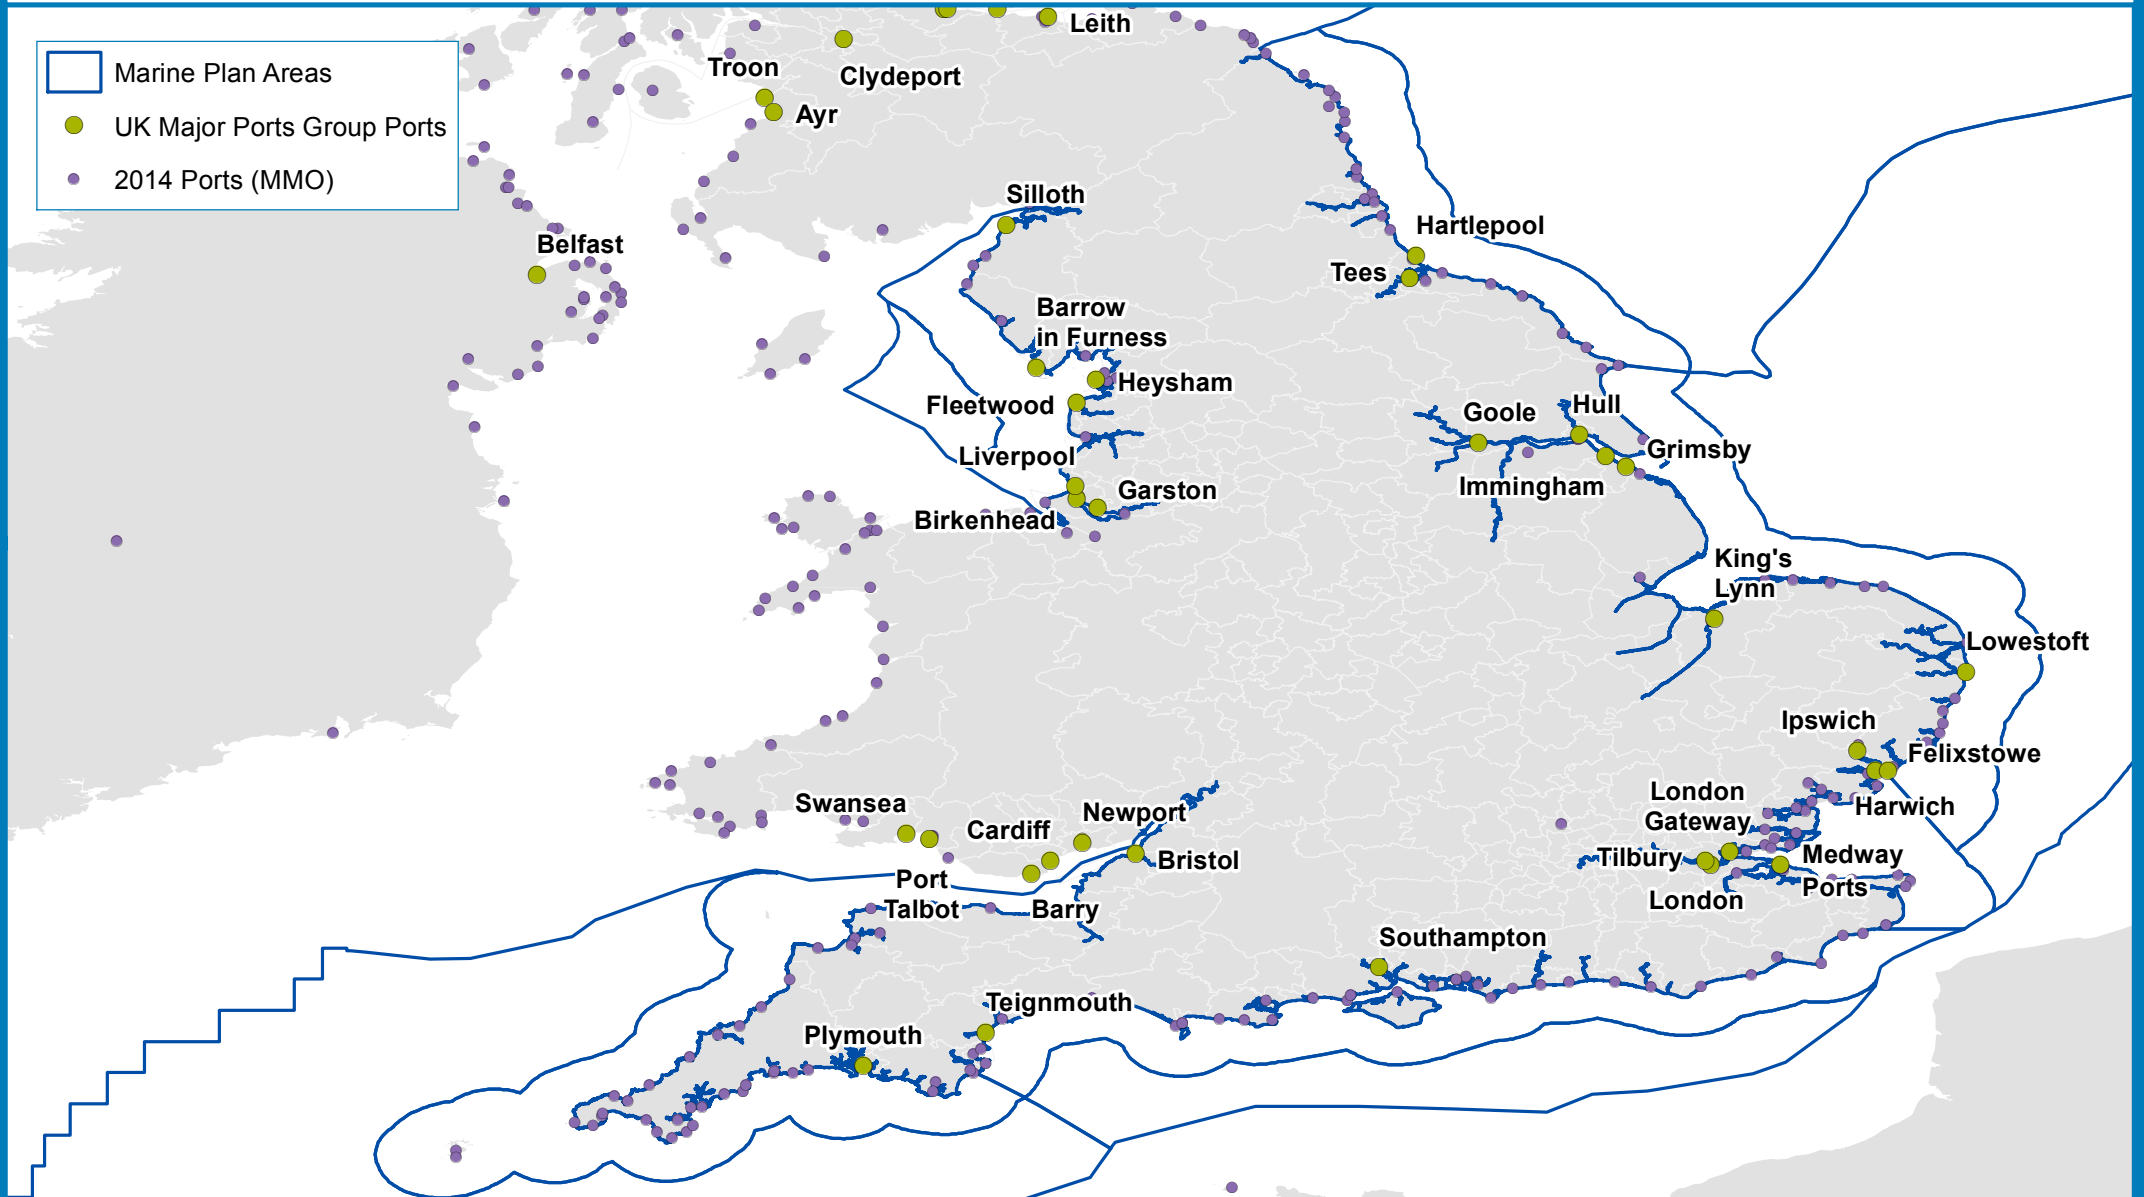 Leith
Marine Plan Areas
Troon
Clydeport
UK Major Ports Group Ports
Ayr
2014 Ports (MMO)
Silloth
Hartlepool
Belfast
Tees
Barrow
in Furness
Heysham
Fleetwood
Goole
Hull
Grimsby
Liverpool
Immingham
Garston
Birkenhead
King's
Lynn
Lowestoft
Ipswich
Felixstowe
London
Gateway
Harwich
Swansea
Newport
Cardiff
Bristol
Tilbury
Medway
Ports
Port
Talbot
London
Barry
Southampton
Teignmouth
Plymouth